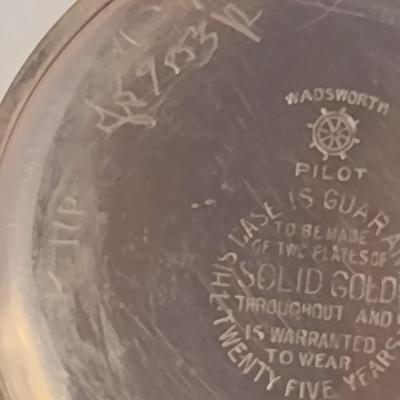 WADSWORTH
PILOT
THIS CASE IS GUARAN
TO BE MADE
OF TWO PLATES OF
SOLID GOLD
THROUGHOUT AND
IS WARRANTED
TO WEAR
TWENTY FIVE YEARS